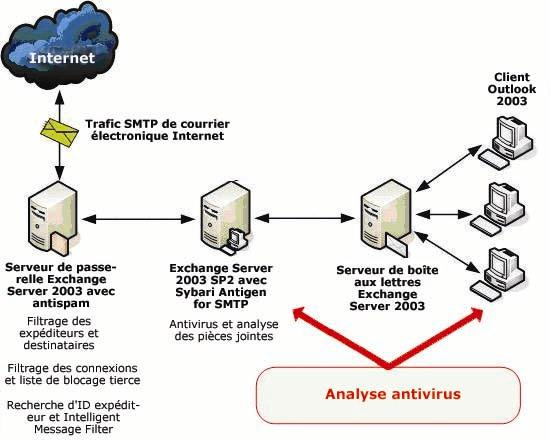 Internet
Trafic SMTP de courrier
électronique Internet
Client
Outlook
2003
Serveur de passe-
relle Exchange
Server 2003 avec
antispam
Filtrage des
expéditeurs et
destinataires
Filtrage des connexions
et liste de blocage tierce
Recherche d'ID expédit-
eur et Intelligent
Message Filter
Exchange Server
2003 SP2 avec
Sybari Antigen
for SMTP
Antivirus et analyse
des pièces jointes
Serveur de boîte
aux lettres
Exchange
Server 2003
Analyse antivirus